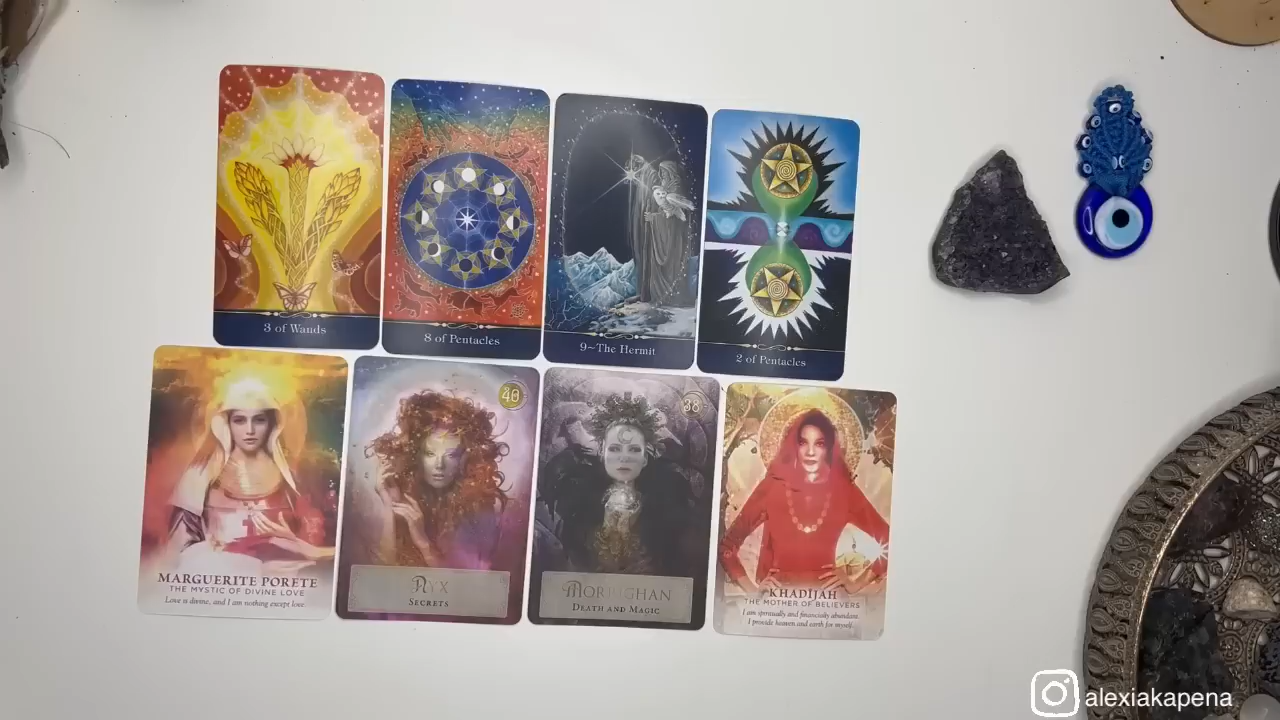 3 of Wands
8 of Pentacles
9~The Hermit
2 of Pentacles
MARGUERITE PORETE
THE MYSTIC OF DIVINE LOVE
Love is divine, and I am nothing except love.
40
NYX
SECRETS
38
MORRIGHAN
DEATH AND MAGIC
KHADIJAH
THE MOTHER OF BELIEVERS
I am spiritually and financially abundant.
I provide heaven and earth for myself.
alexiakapena